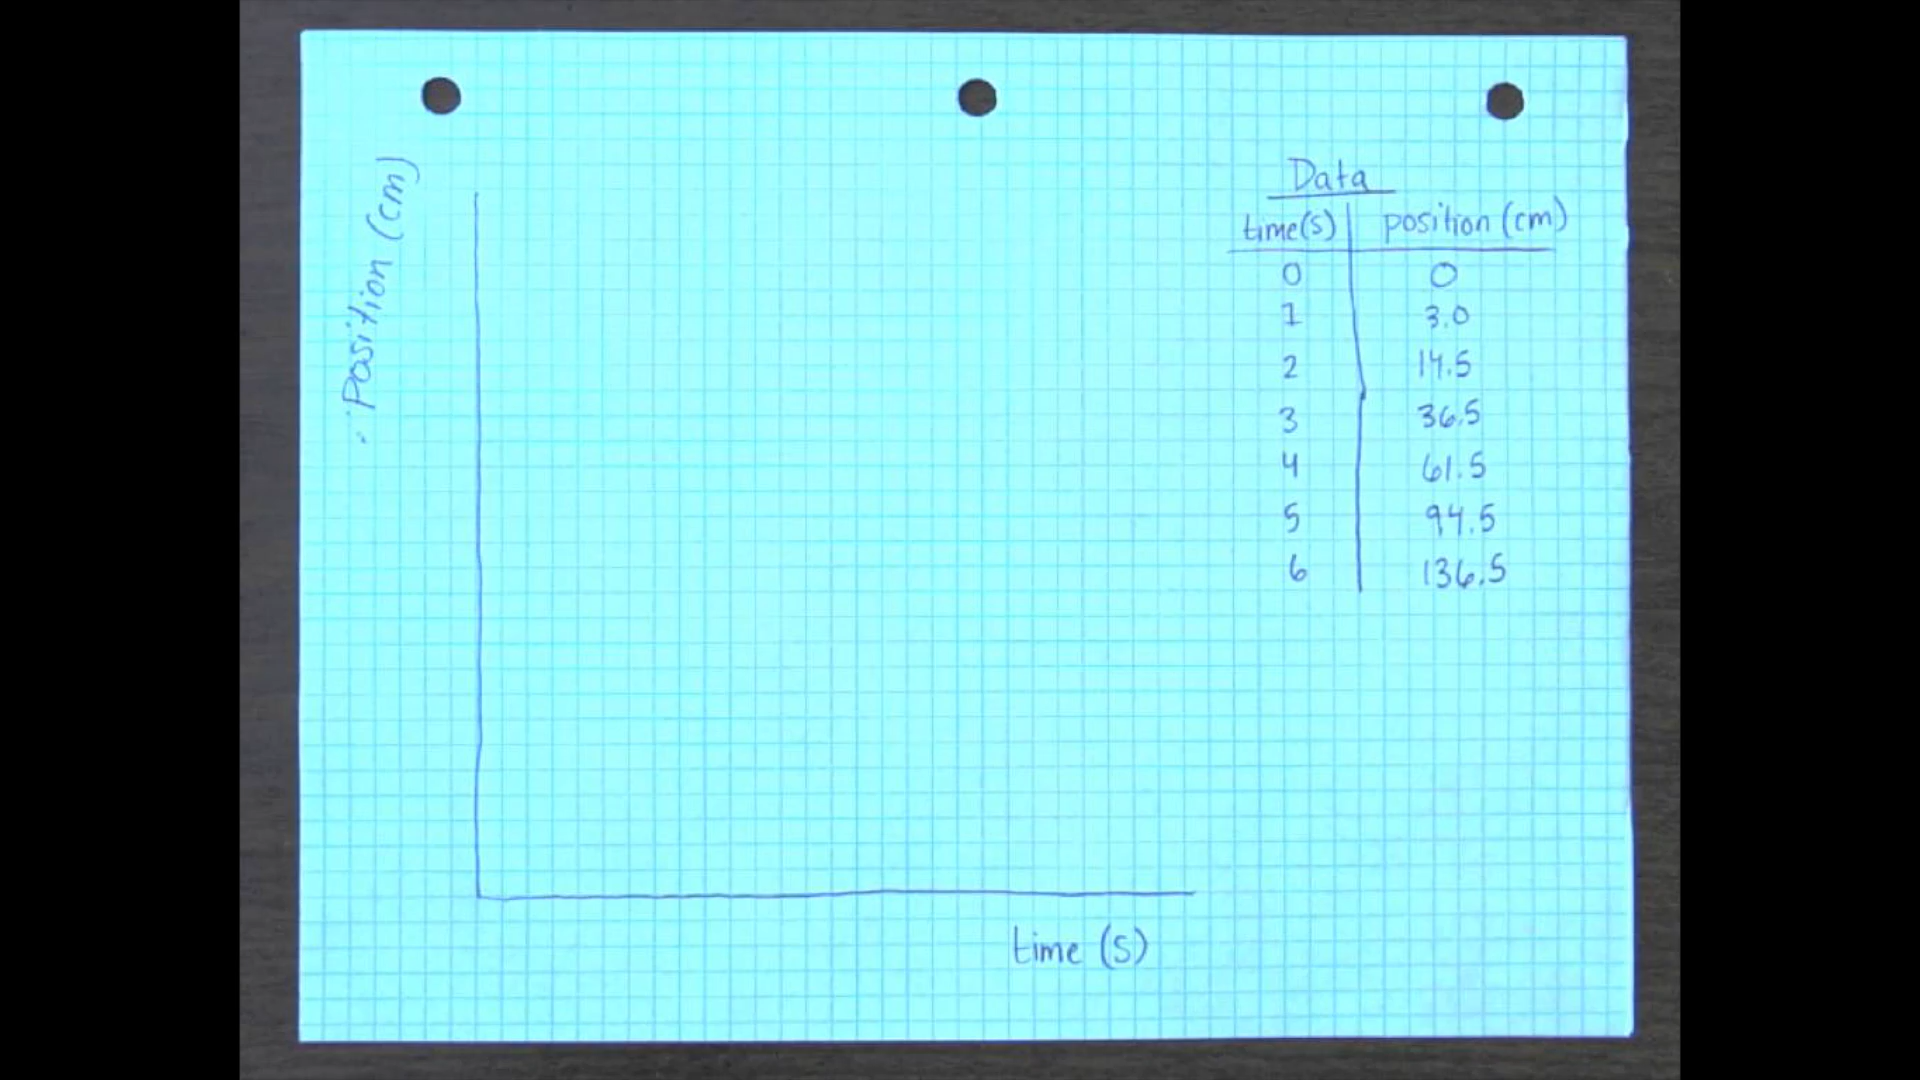 Position (cm)
Data
time(s) position (cm)
0 0
1 3.0
2 14.5
3 36.5
4 61.5
5 94.5
6 136.5
time (s)